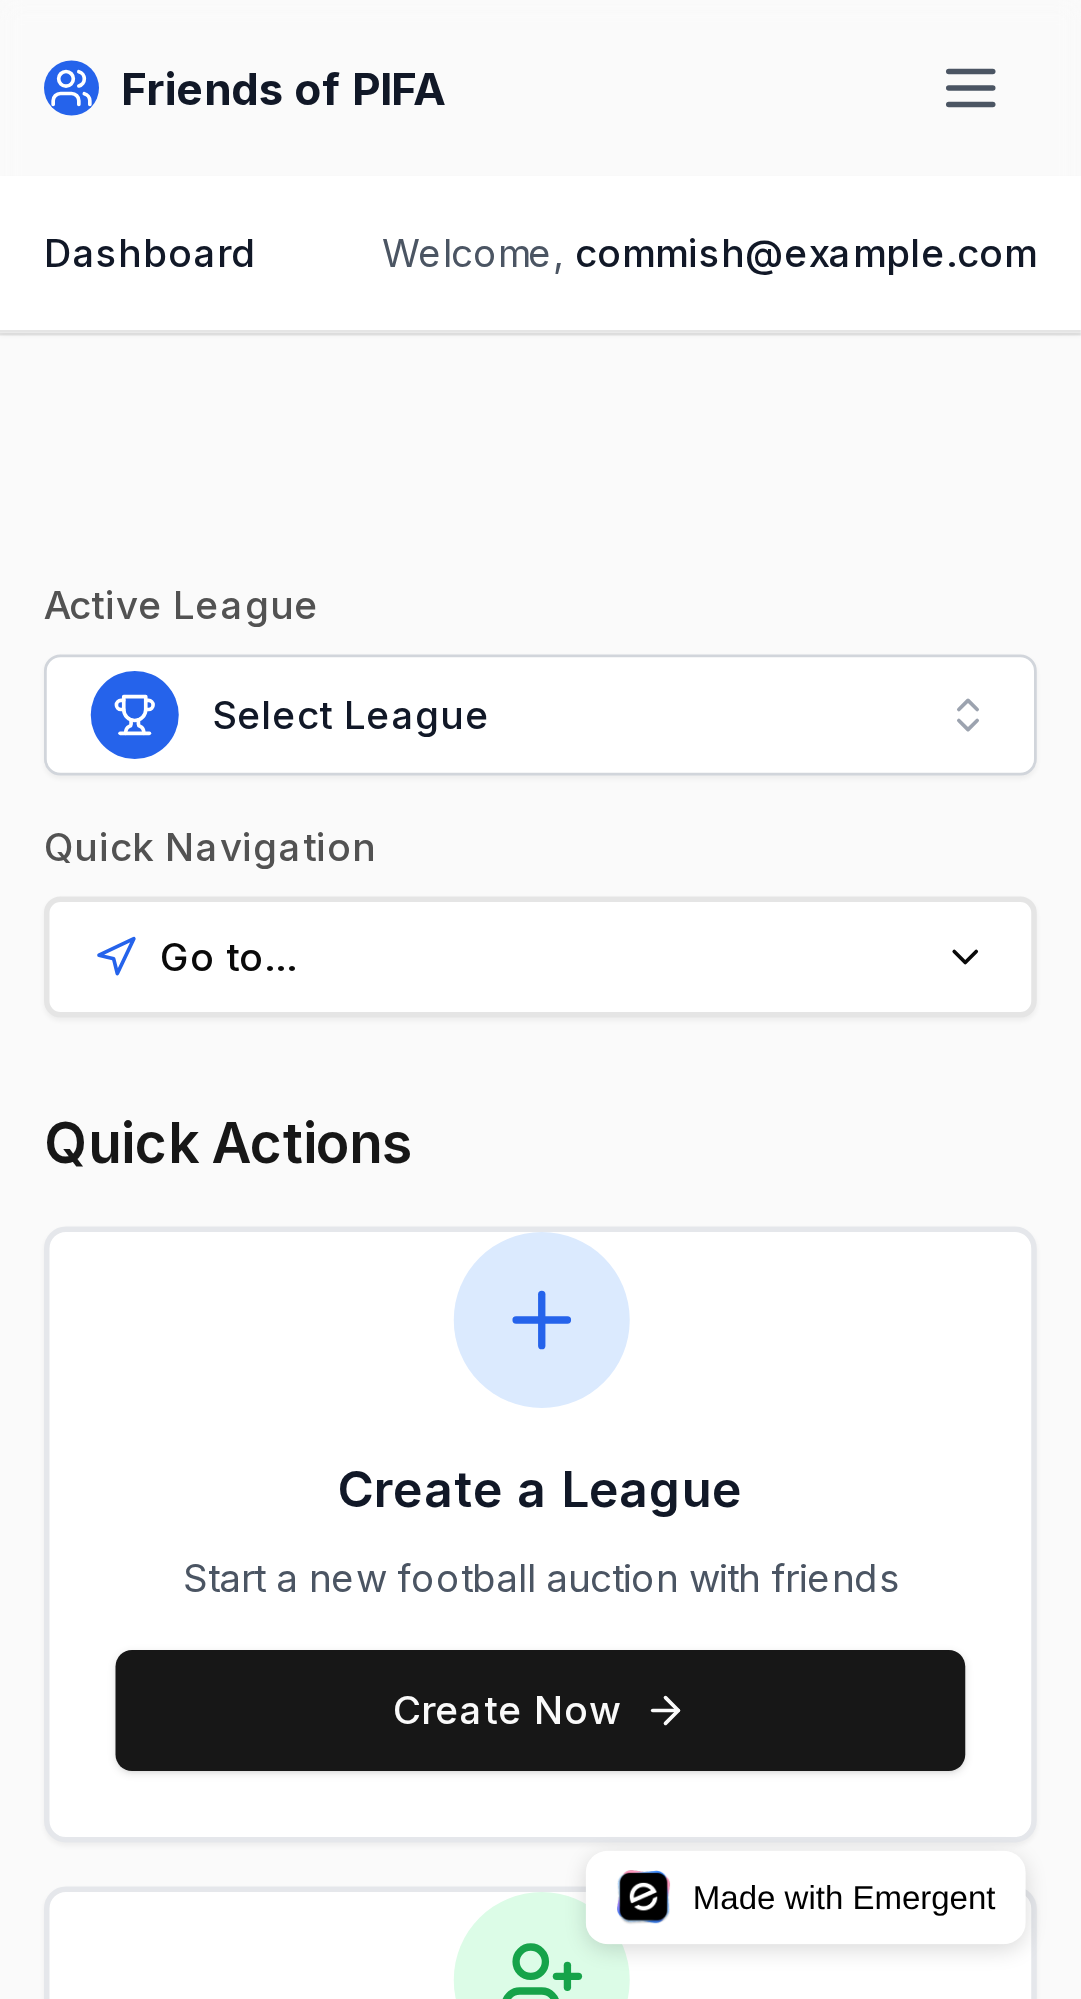 Friends of PIFA
Dashboard
Welcome, commish@example.com
Active League
Select League
Quick Navigation
Go to...
Quick Actions
Create a League
Start a new football auction with friends
Create Now
Made with Emergent